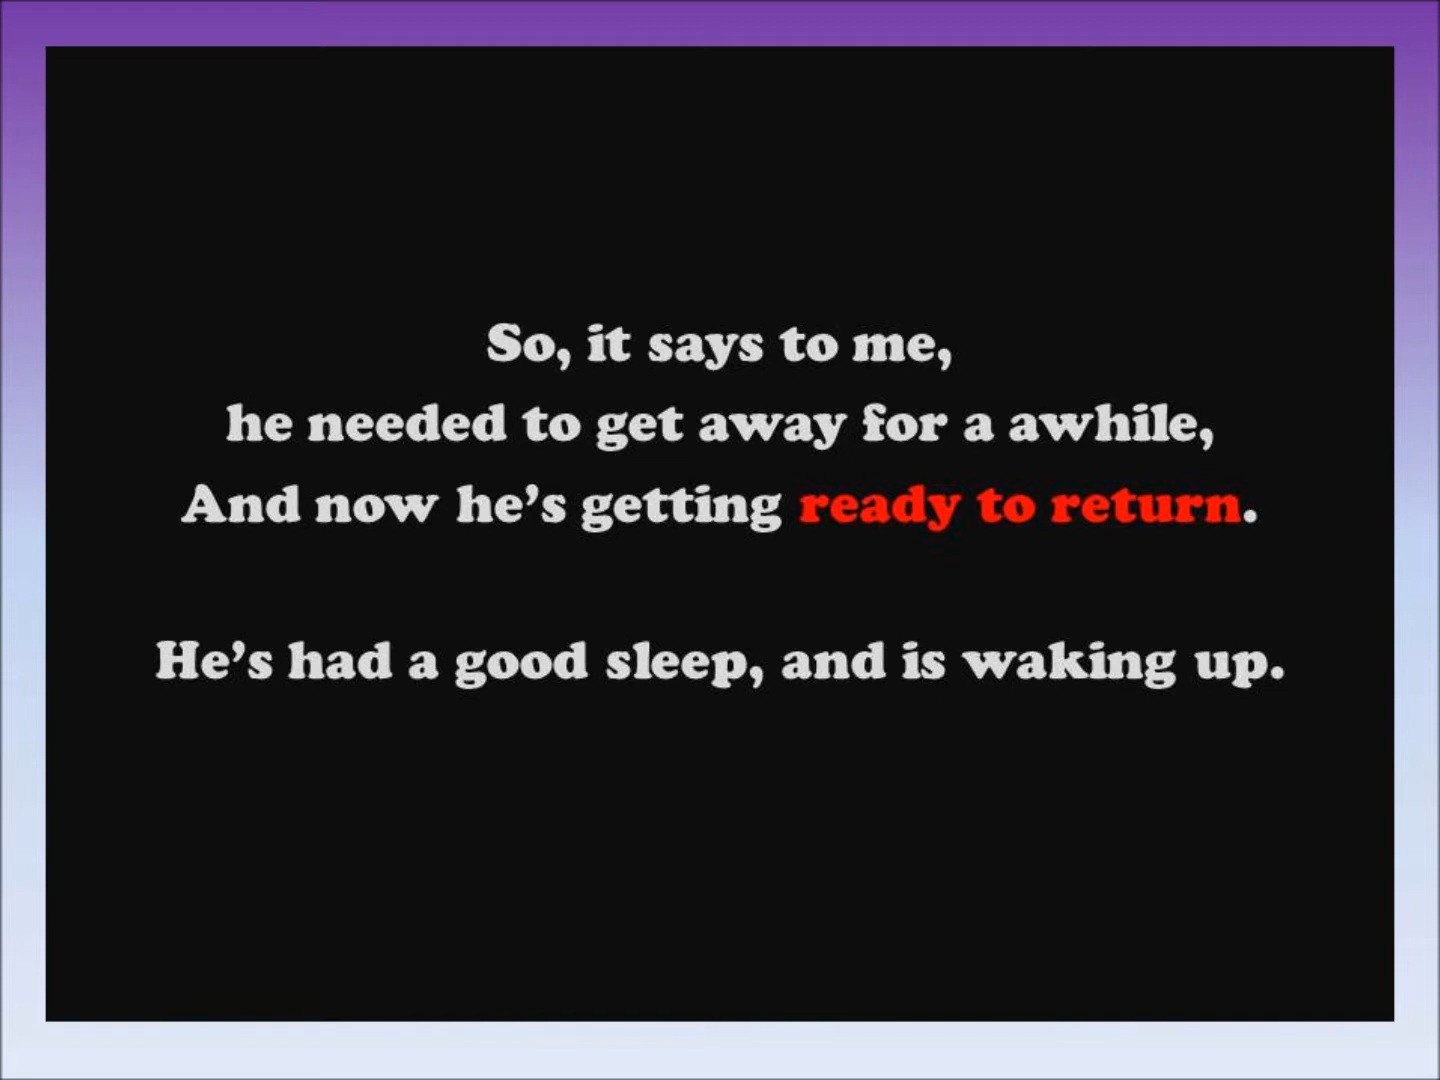 So, it says to me,
he needed to get away for a awhile,
And now he’s getting ready to return.
He’s had a good sleep, and is waking up.